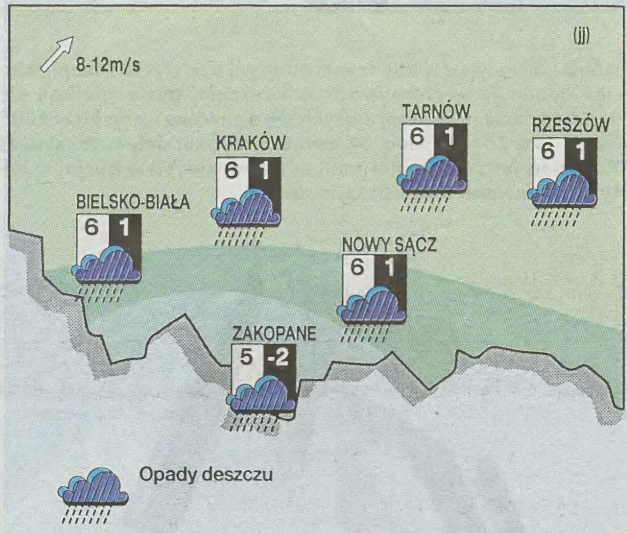 (jj)
8-12m/s
TARNÓW
6 1
RZESZÓW
6 1
KRAKÓW
6 1
BIELSKO-BIAŁA
6 1
NOWY SĄCZ
6 1
ZAKOPANE
5 -2
Opady deszczu